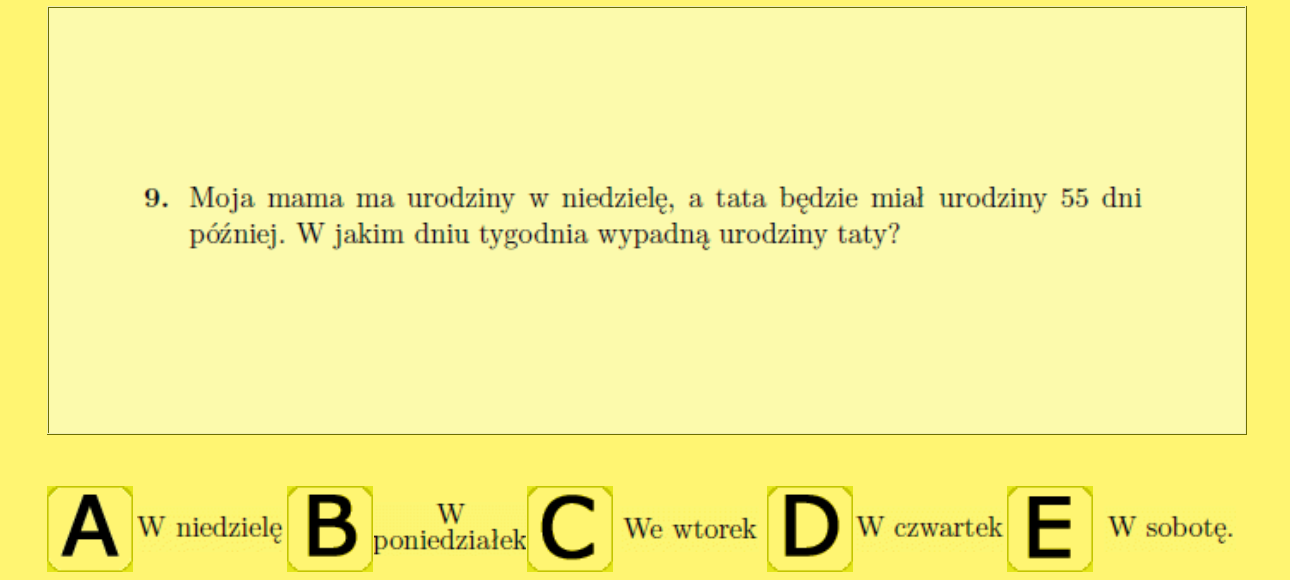 9. Moja mama ma urodziny w niedzielę, a tata będzie miał urodziny 55 dni
później. W jakim dniu tygodnia wypadną urodziny taty?
A W niedzielę B W poniedziałek C We wtorek D W czwartek E W sobotę.